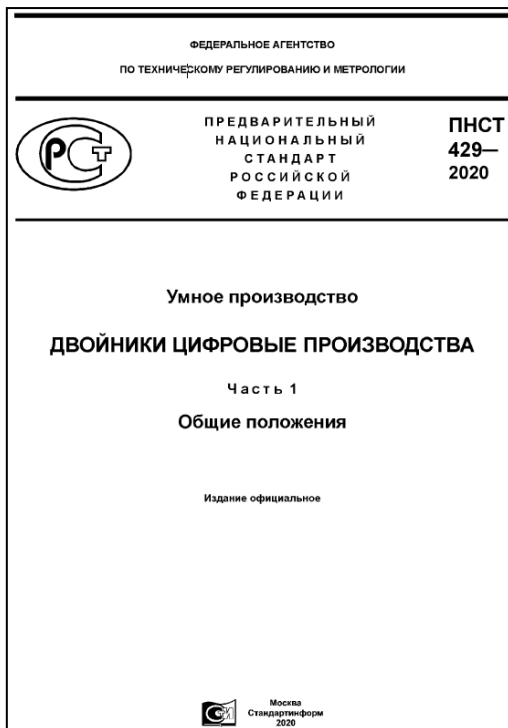 ФЕДЕРАЛЬНОЕ АГЕНТСТВО
ПО ТЕХНИЧЕСКОМУ РЕГУЛИРОВАНИЮ И МЕТРОЛОГИИ
ПРЕДВАРИТЕЛЬНЫЙ
НАЦИОНАЛЬНЫЙ
СТАНДАРТ
РОССИЙСКОЙ
ФЕДЕРАЦИИ
ПНСТ
429—
2020
Умное производство
ДВОЙНИКИ ЦИФРОВЫЕ ПРОИЗВОДСТВА
Часть 1
Общие положения
Издание официальное
Москва
Стандартинформ
2020